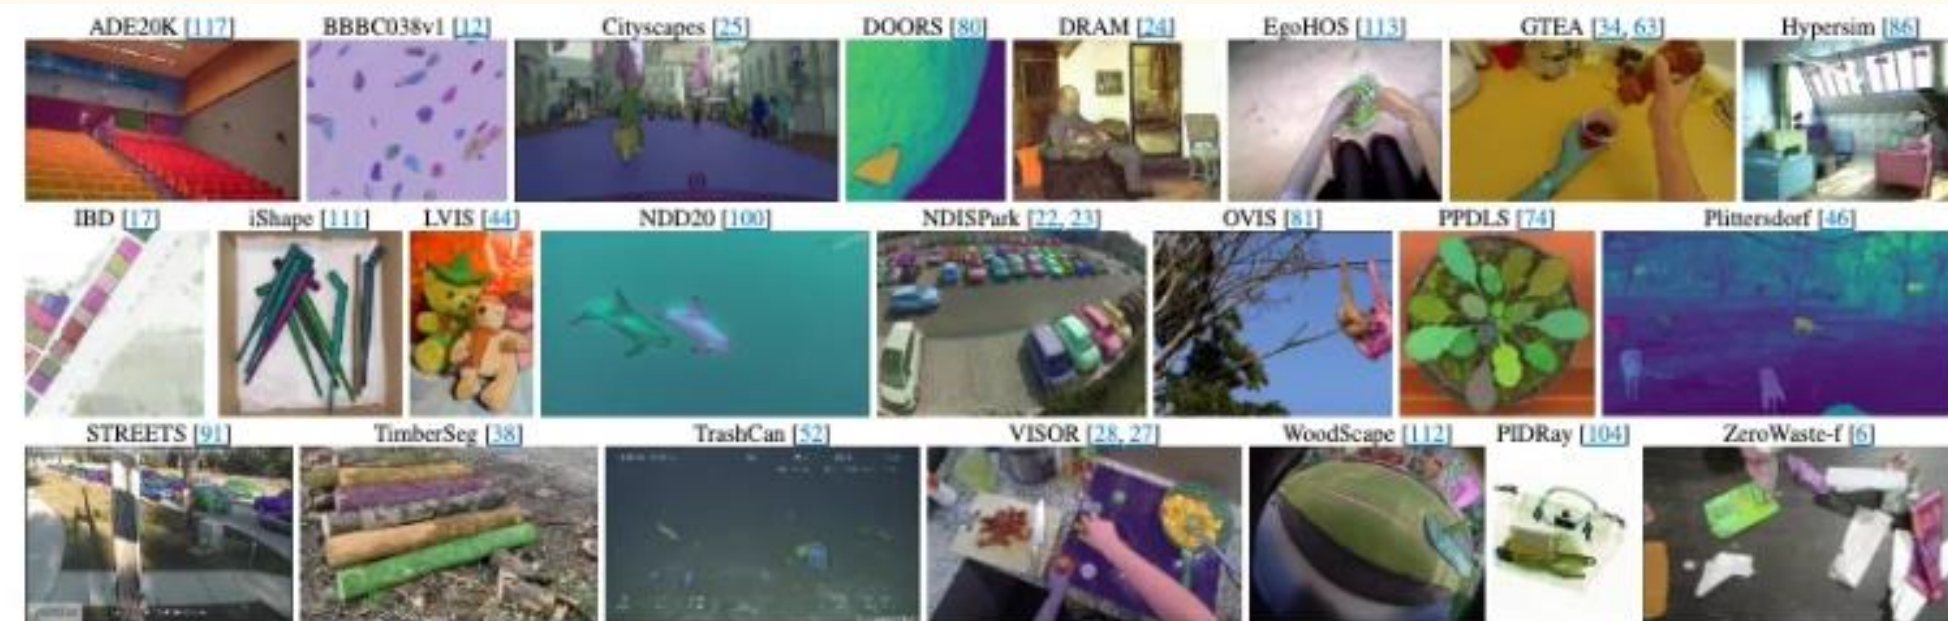 ADE20K [117] BBBC038v1 [12] Cityscapes [25] DOORS [80] DRAM [24] EgoHOS [113] GTEA [34, 63] Hypersim [86]
IBD [17] iShape [111] LVIS [44] NDD20 [100] NDISPark [22, 23] OVIS [81] PPDLS [74] Plittersdorf [46]
STREETS [91] TimberSeg [38] TrashCan [52] VISOR [28, 27] WoodScape [112] PIDRay [104] ZeroWaste-f [6]